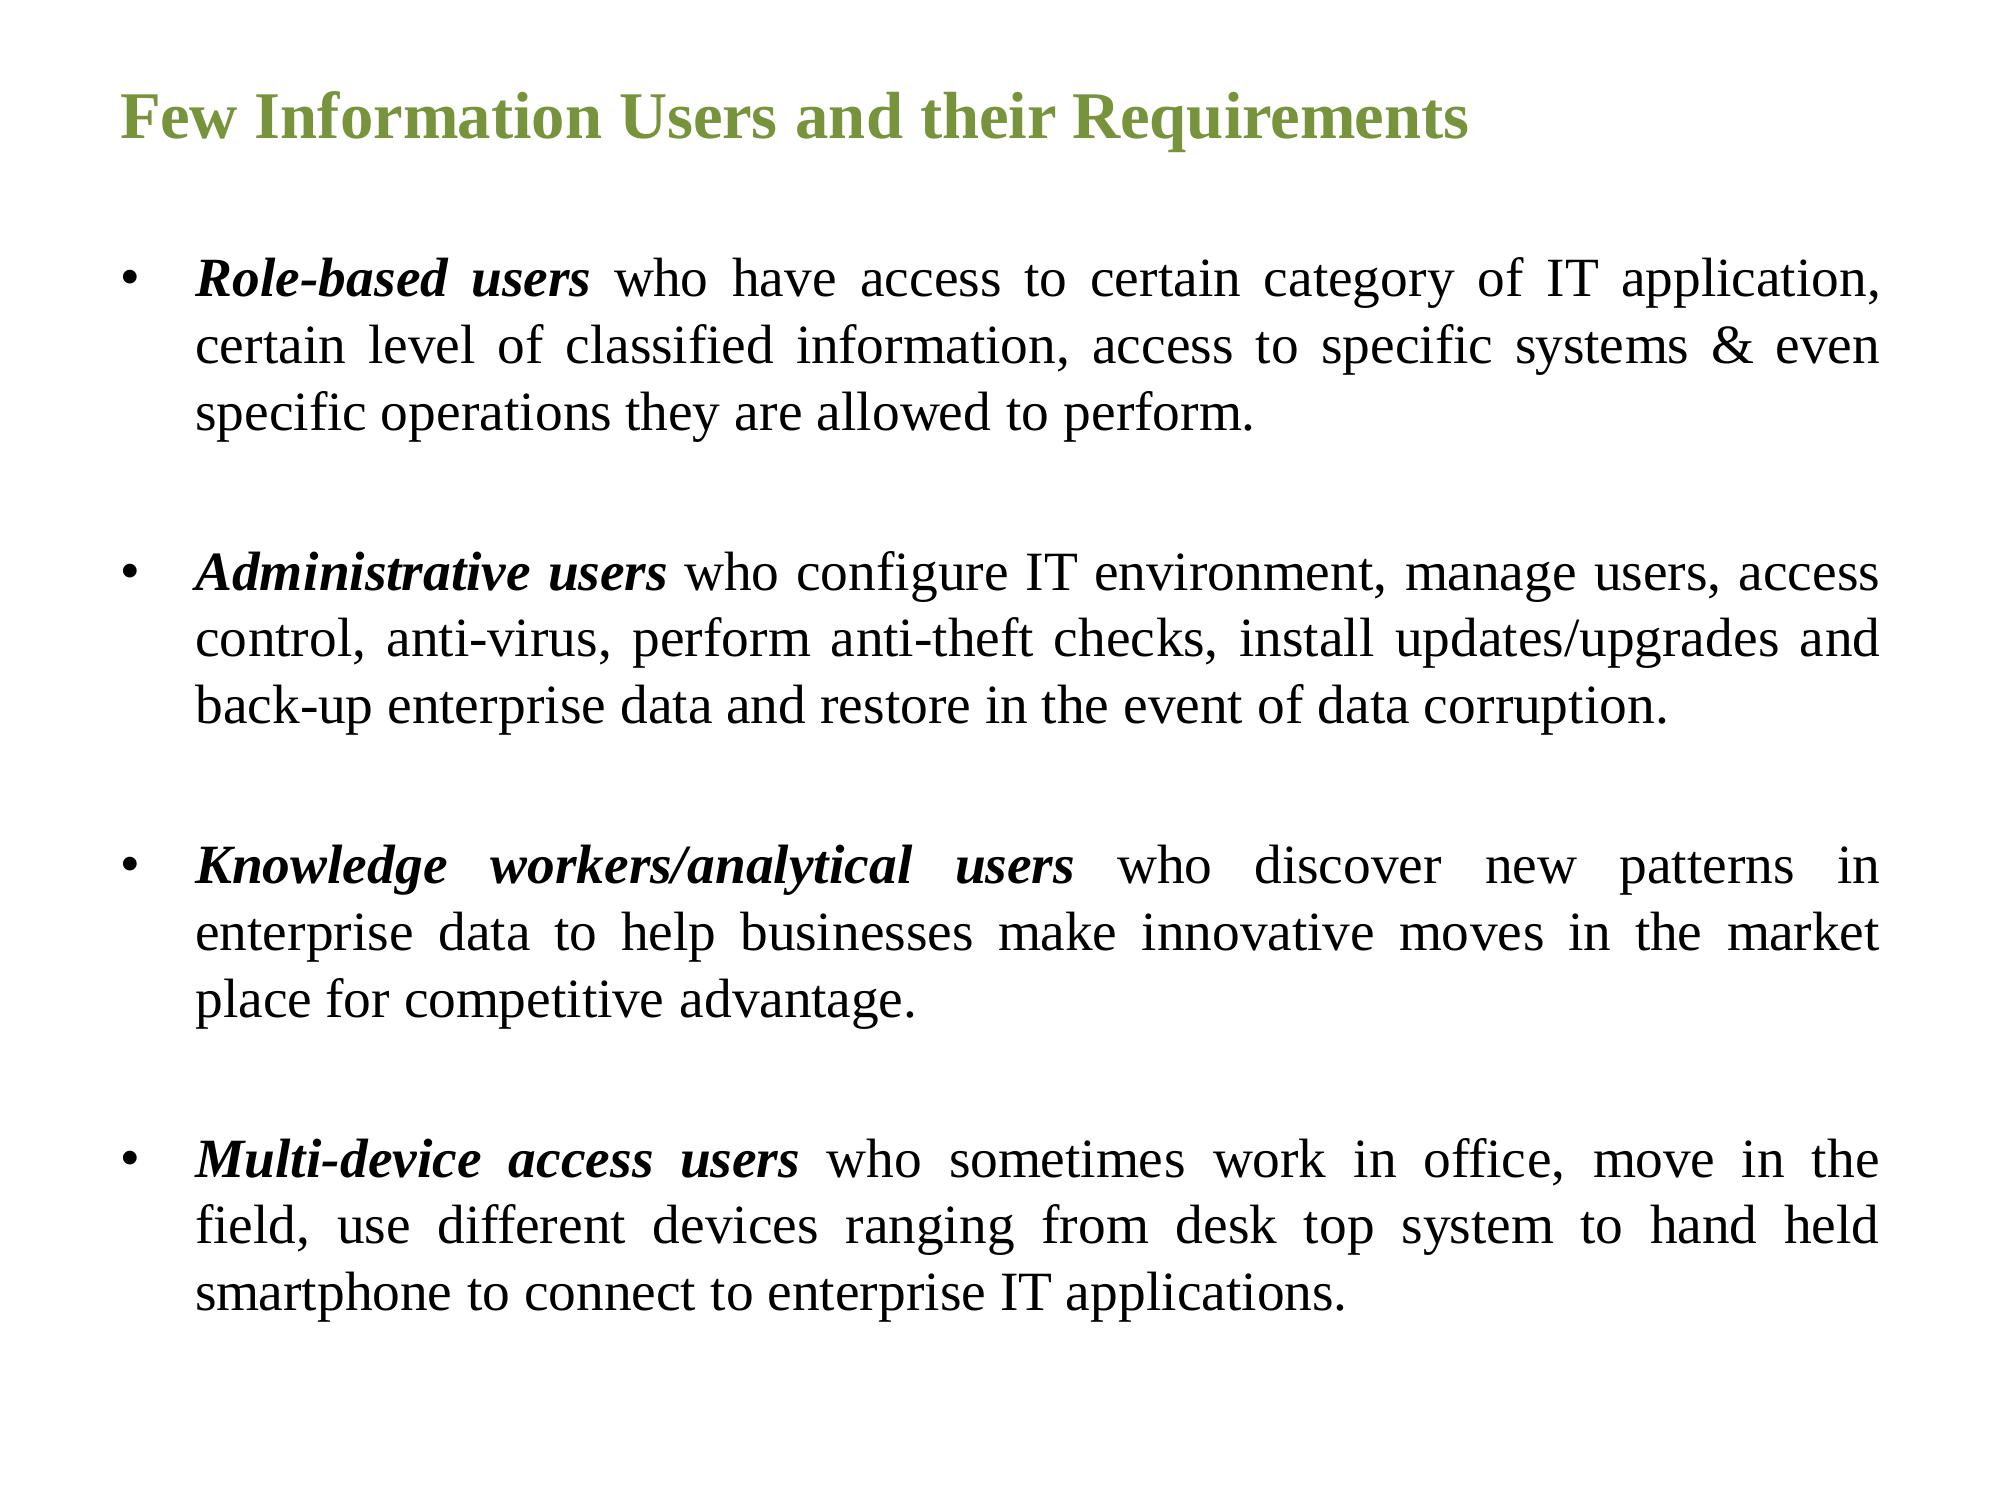 Few Information Users and their Requirements
• Role-based users who have access to certain category of IT application,
certain level of classified information, access to specific systems & even
specific operations they are allowed to perform.
• Administrative users who configure IT environment, manage users, access
control, anti-virus, perform anti-theft checks, install updates/upgrades and
back-up enterprise data and restore in the event of data corruption.
• Knowledge workers/analytical users who discover new patterns in
enterprise data to help businesses make innovative moves in the market
place for competitive advantage.
• Multi-device access users who sometimes work in office, move in the
field, use different devices ranging from desk top system to hand held
smartphone to connect to enterprise IT applications.